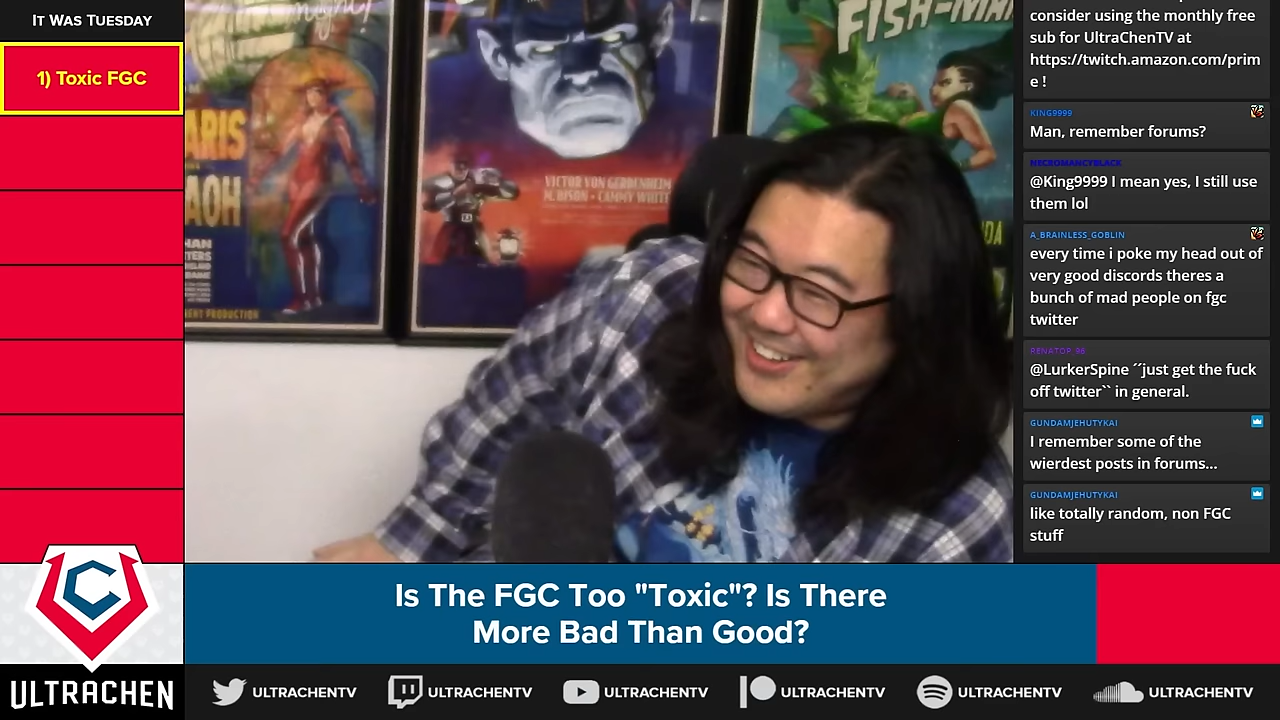 IT WAS TUESDAY
1) Toxic FGC
ARIS
AOH
FISH-MA
VICTOR VON GERDENHEIM
M. BISON • CAMMY WHITE
consider using the monthly free
sub for UltraChenTV at
https://twitch.amazon.com/prim
e !
KING9999
Man, remember forums?
NECROMANCYBLACK
@King9999 I mean yes, I still use
them lol
A_BRAINLESS_GOBLIN
every time i poke my head out of
very good discords theres a
bunch of mad people on fgc
twitter
RENATOP_98
@LurkerSpine ´´just get the fuck
off twitter`` in general.
GUNDAMJEHUTYKAI
I remember some of the
wierdest posts in forums...
GUNDAMJEHUTYKAI
like totally random, non FGC
stuff
Is The FGC Too "Toxic"? Is There
More Bad Than Good?
ULTRACHEN
ULTRACHENTV
ULTRACHENTV
ULTRACHENTV
ULTRACHENTV
ULTRACHENTV
ULTRACHENTV